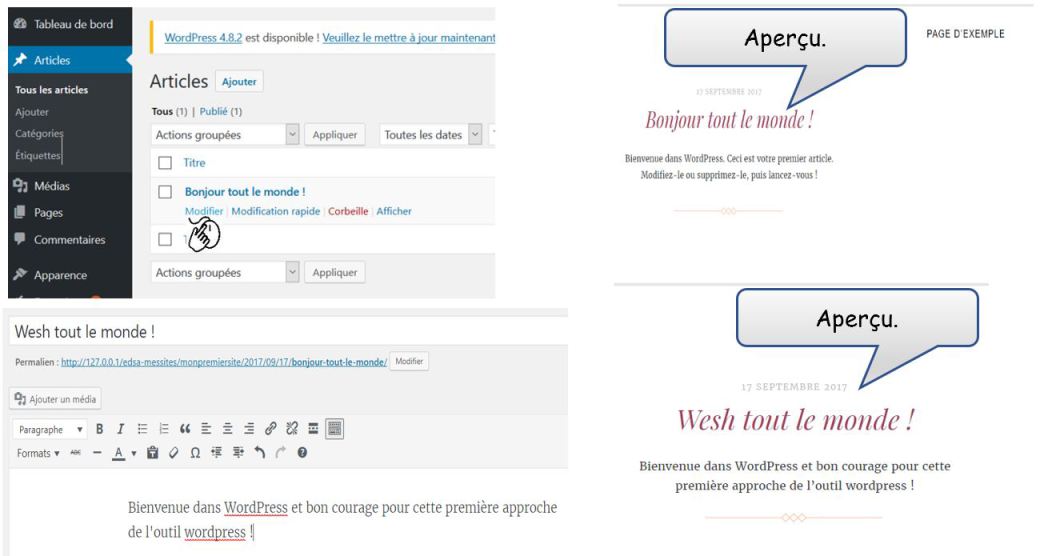 Tableau de bord
Articles
Tous les articles
Ajouter
Catégories
Étiquettes
Médias
Pages
Commentaires
Apparence
WordPress 4.8.2 est disponible ! Veuillez le mettre à jour maintenant
Articles Ajouter
Tous (1) | Publié (1)
Actions groupées Appliquer Toutes les dates
Titre
Bonjour tout le monde !
Modifier | Modification rapide | Corbeille | Afficher
Actions groupées Appliquer
Aperçu.
PAGE D'EXEMPLE
17 SEPTEMBRE 2017
Bonjour tout le monde !
Bienvenue dans WordPress. Ceci est votre premier article.
Modifiez-le ou supprimez-le, puis lancez-vous !
Wesh tout le monde !
Permalien : http://127.0.0.1/edsa-messites/monpremiersite/2017/09/17/bonjour-tout-le-monde/ Modifier
Ajouter un média
Paragraphe B I
Formats ABC A Ω
Bienvenue dans WordPress et bon courage pour cette première approche
de l'outil wordpress !
Aperçu.
17 SEPTEMBRE 2017
Wesh tout le monde !
Bienvenue dans WordPress et bon courage pour cette
première approche de l'outil wordpress !